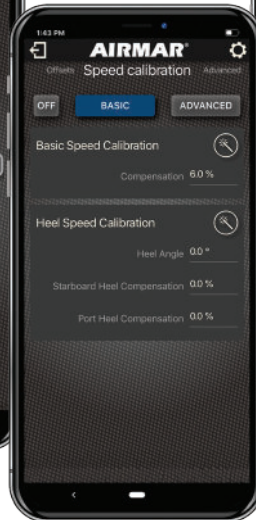 1:43 PM
AIRMAR®
Offsets Speed calibration Advanced
OFF BASIC ADVANCED
Basic Speed Calibration
Compensation 6.0 %
Heel Speed Calibration
Heel Angle 0.0 °
Starboard Heel Compensation 0.0 %
Port Heel Compensation 0.0 %